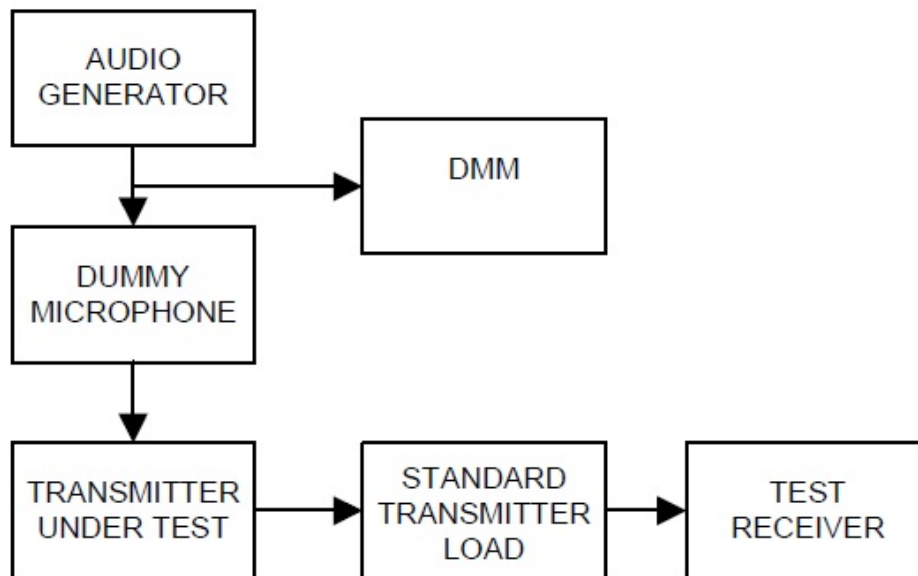 AUDIO
GENERATOR
DMM
DUMMY
MICROPHONE
TRANSMITTER
UNDER TEST
STANDARD
TRANSMITTER
LOAD
TEST
RECEIVER